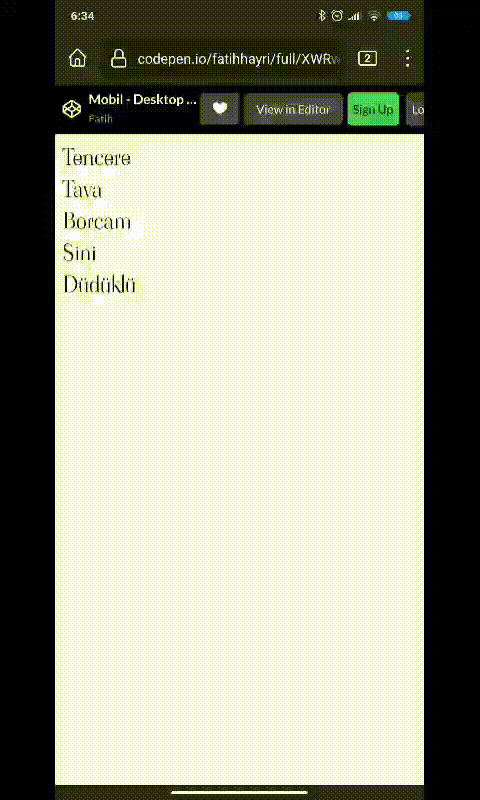 6:34
codepen.io/fatihhayri/full/XWRw
2
Mobil - Desktop ...
Fatih
View in Editor
Sign Up
Lo
Tencere
Tava
Borcam
Sini
Düdüklü